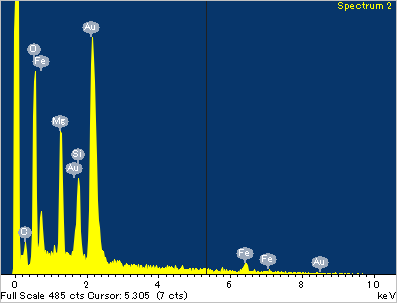 Spectrum 2
Au
O
Fe
Mg
Si
Au
Fe
Fe
Au
0 2 4 6 8 10
Full Scale 485 cts Cursor: 5.305 (7 cts) keV